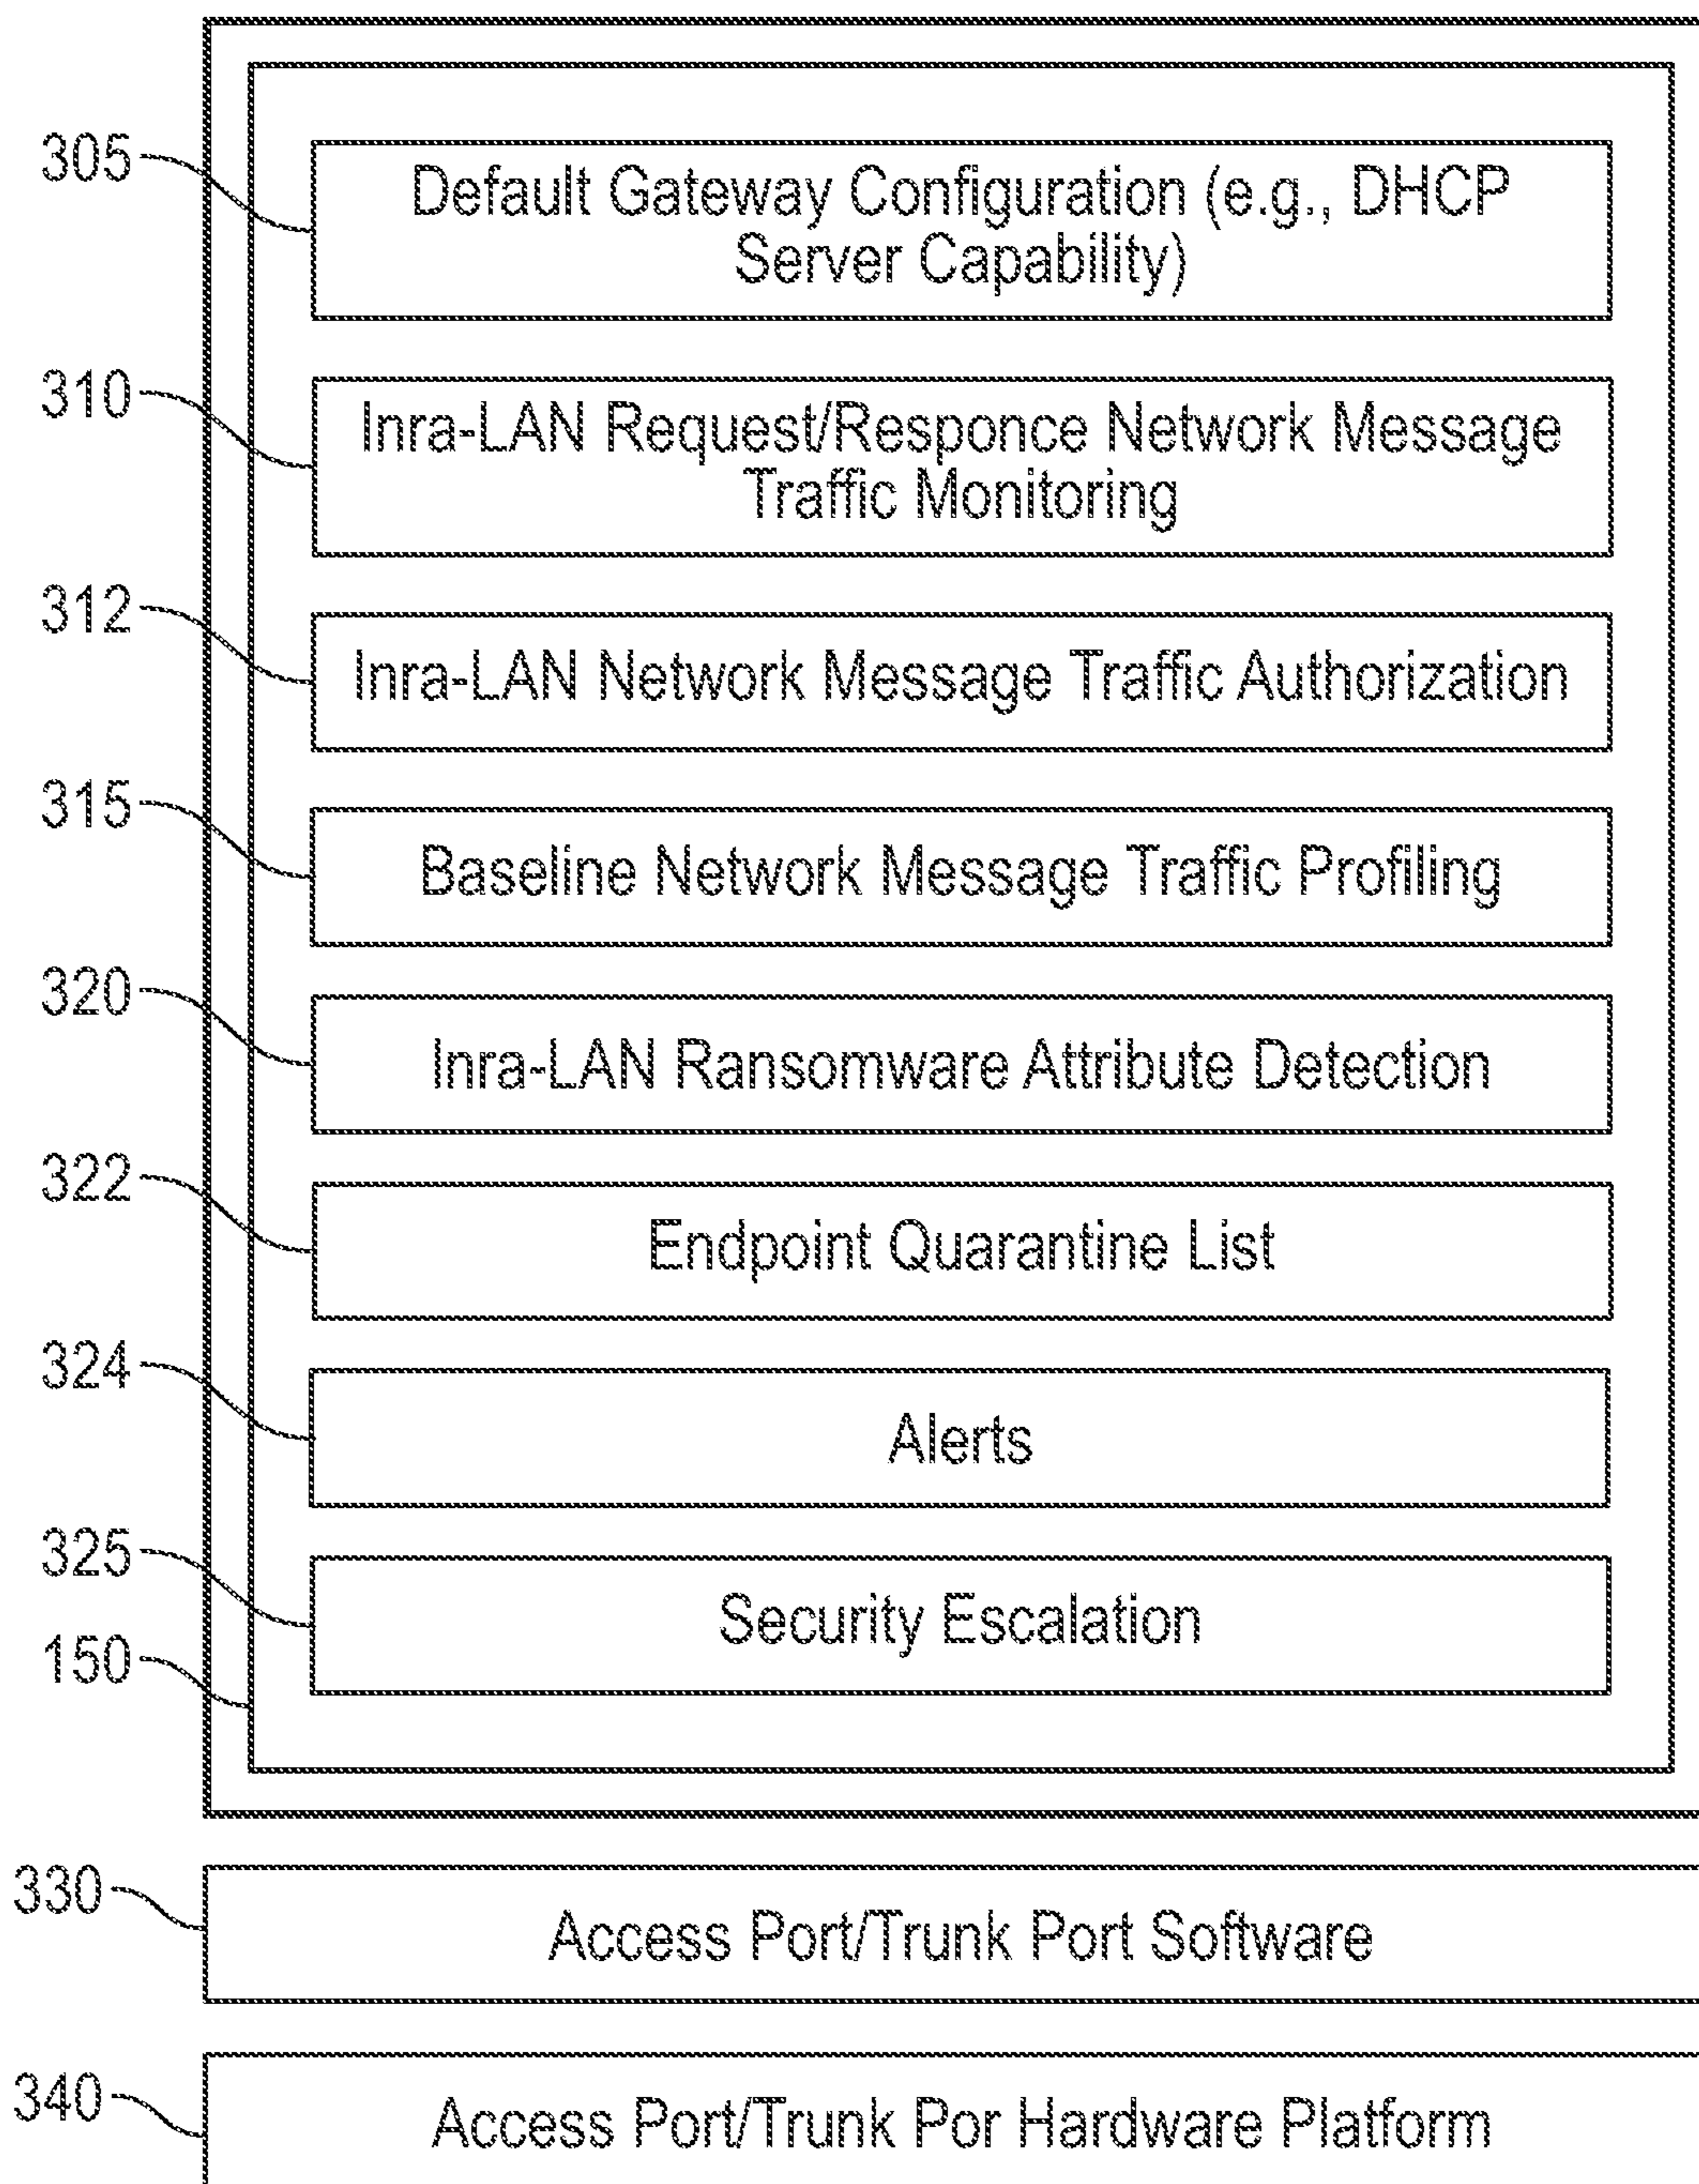 305
Default Gateway Configuration (e.g., DHCP
Server Capability)
310
Inra-LAN Request/Responce Network Message
Traffic Monitoring
312
Inra-LAN Network Message Traffic Authorization
315
Baseline Network Message Traffic Profiling
320
Inra-LAN Ransomware Attribute Detection
322
Endpoint Quarantine List
324
Alerts
325
Security Escalation
150
330
Access Port/Trunk Port Software
340
Access Port/Trunk Por Hardware Platform